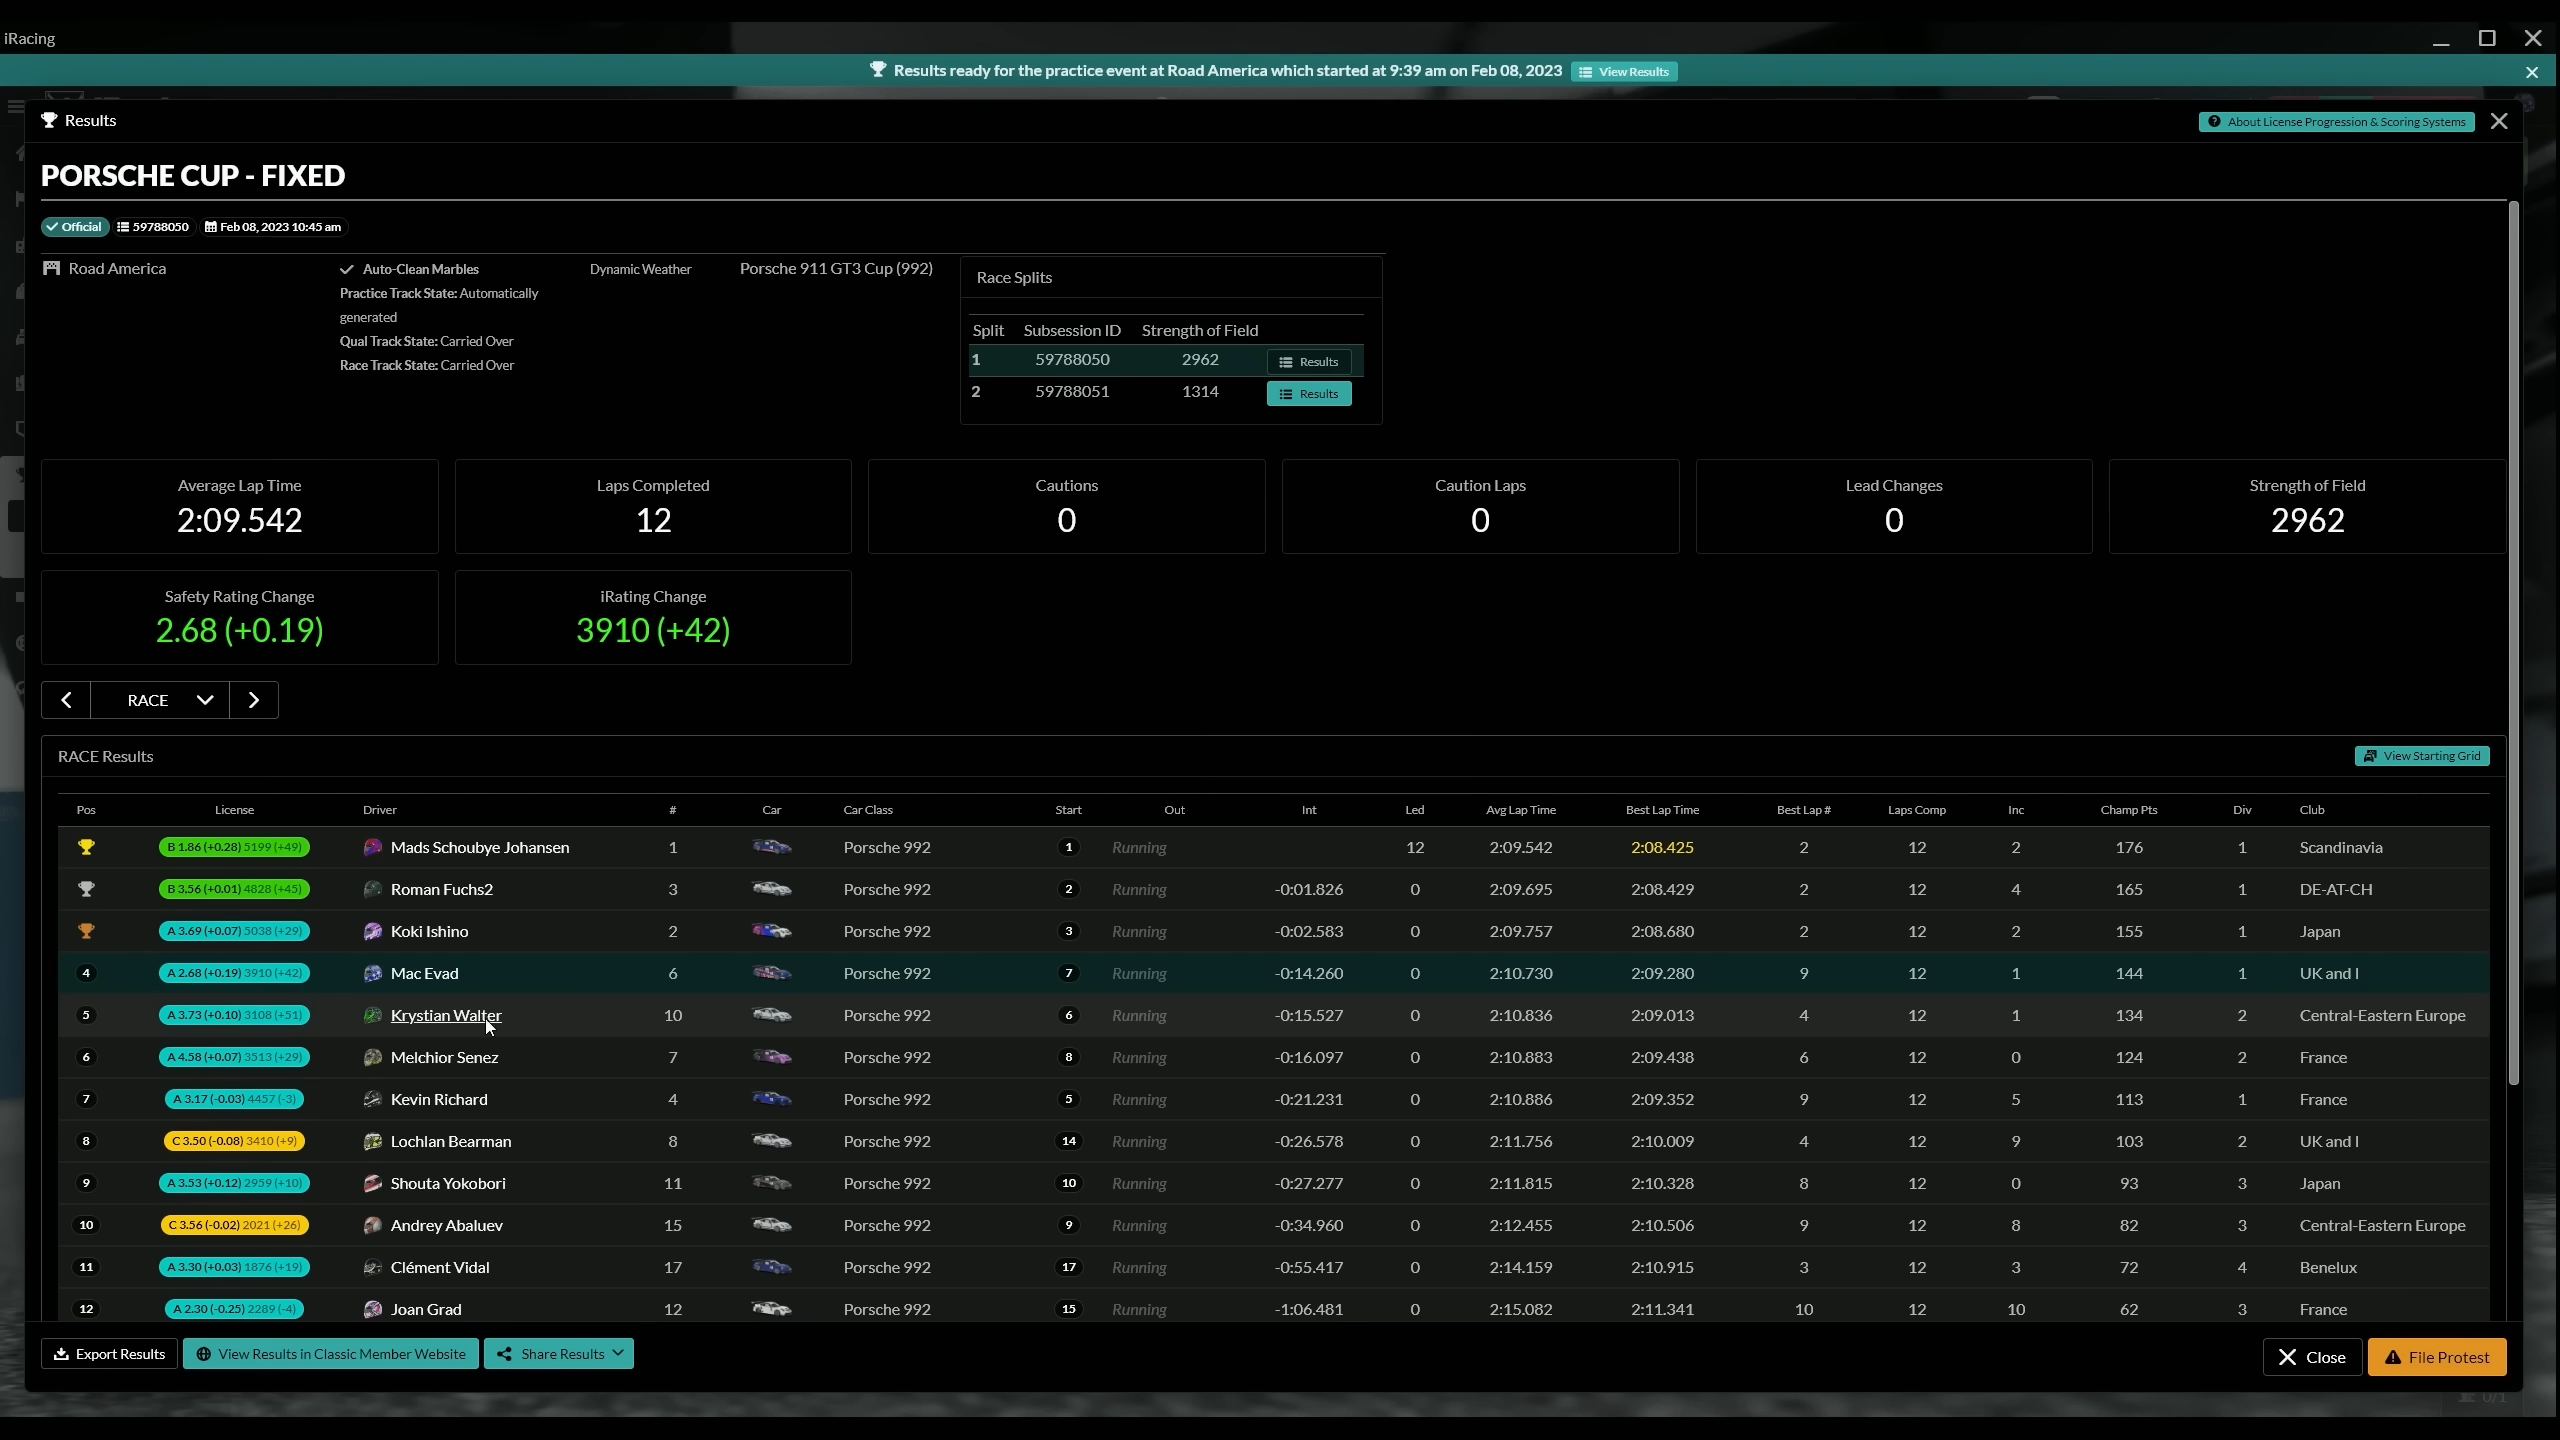 iRacing
Results ready for the practice event at Road America which started at 9:39 am on Feb 08, 2023 View Results
Results
About License Progression & Scoring Systems
PORSCHE CUP - FIXED
Official 59788050 Feb 08, 2023 10:45 am
Road America
Auto-Clean Marbles
Practice Track State: Automatically
generated
Qual Track State: Carried Over
Race Track State: Carried Over
Dynamic Weather
Porsche 911 GT3 Cup (992)
Race Splits
Split Subsession ID Strength of Field
1 59788050 2962 Results
2 59788051 1314 Results
Average Lap Time
2:09.542
Laps Completed
12
Cautions
0
Caution Laps
0
Lead Changes
0
Strength of Field
2962
Safety Rating Change
2.68 (+0.19)
iRating Change
3910 (+42)
RACE
RACE Results
View Starting Grid
Pos License Driver # Car Car Class Start Out Int Led Avg Lap Time Best Lap Time Best Lap # Laps Comp Inc Champ Pts Div Club
B 1.86 (+0.28) 5199 (+49) Mads Schoubye Johansen 1 Porsche 992 1 Running 12 2:09.542 2:08.425 2 12 2 176 1 Scandinavia
B 3.56 (+0.01) 4828 (+45) Roman Fuchs2 3 Porsche 992 2 Running -0:01.826 0 2:09.695 2:08.429 2 12 4 165 1 DE-AT-CH
A 3.69 (+0.07) 5038 (+29) Koki Ishino 2 Porsche 992 3 Running -0:02.583 0 2:09.757 2:08.680 2 12 2 155 1 Japan
4 A 2.68 (+0.19) 3910 (+42) Mac Evad 6 Porsche 992 7 Running -0:14.260 0 2:10.730 2:09.280 9 12 1 144 1 UK and I
5 A 3.73 (+0.10) 3108 (+51) Krystian Walter 10 Porsche 992 6 Running -0:15.527 0 2:10.836 2:09.013 4 12 1 134 2 Central-Eastern Europe
6 A 4.58 (+0.07) 3513 (+29) Melchior Senez 7 Porsche 992 8 Running -0:16.097 0 2:10.883 2:09.438 6 12 0 124 2 France
7 A 3.17 (-0.03) 4457 (-3) Kevin Richard 4 Porsche 992 5 Running -0:21.231 0 2:10.886 2:09.352 9 12 5 113 1 France
8 C 3.50 (-0.08) 3410 (+9) Lochlan Bearman 8 Porsche 992 14 Running -0:26.578 0 2:11.756 2:10.009 4 12 9 103 2 UK and I
9 A 3.53 (+0.12) 2959 (+10) Shouta Yokobori 11 Porsche 992 10 Running -0:27.277 0 2:11.815 2:10.328 8 12 0 93 3 Japan
10 C 3.56 (-0.02) 2021 (+26) Andrey Abaluev 15 Porsche 992 9 Running -0:34.960 0 2:12.455 2:10.506 9 12 8 82 3 Central-Eastern Europe
11 A 3.30 (+0.03) 1876 (+19) Clément Vidal 17 Porsche 992 17 Running -0:55.417 0 2:14.159 2:10.915 3 12 3 72 4 Benelux
12 A 2.30 (-0.25) 2289 (-4) Joan Grad 12 Porsche 992 15 Running -1:06.481 0 2:15.082 2:11.341 10 12 10 62 3 France
Export Results View Results in Classic Member Website Share Results Close File Protest
0/1